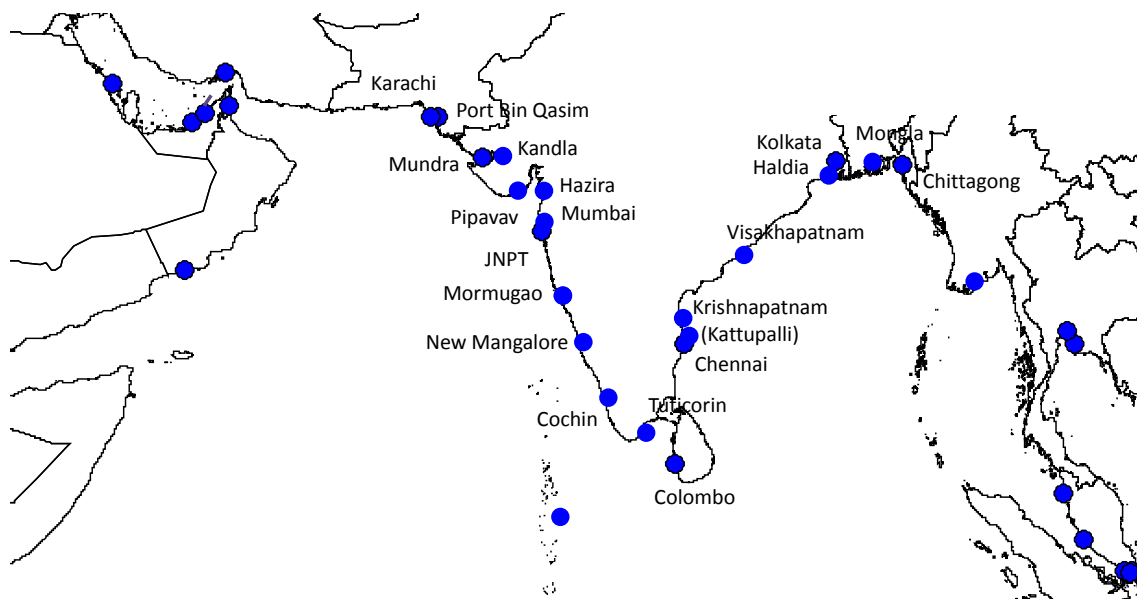 Karachi
Port Bin Qasim
Kolkata
Mongla
Kandla
Mundra
Haldia
Chittagong
Hazira
Pipavav
Mumbai
Visakhapatnam
JNPT
Mormugao
Krishnapatnam
(Kattupalli)
New Mangalore
Chennai
Tuticorin
Cochin
Colombo